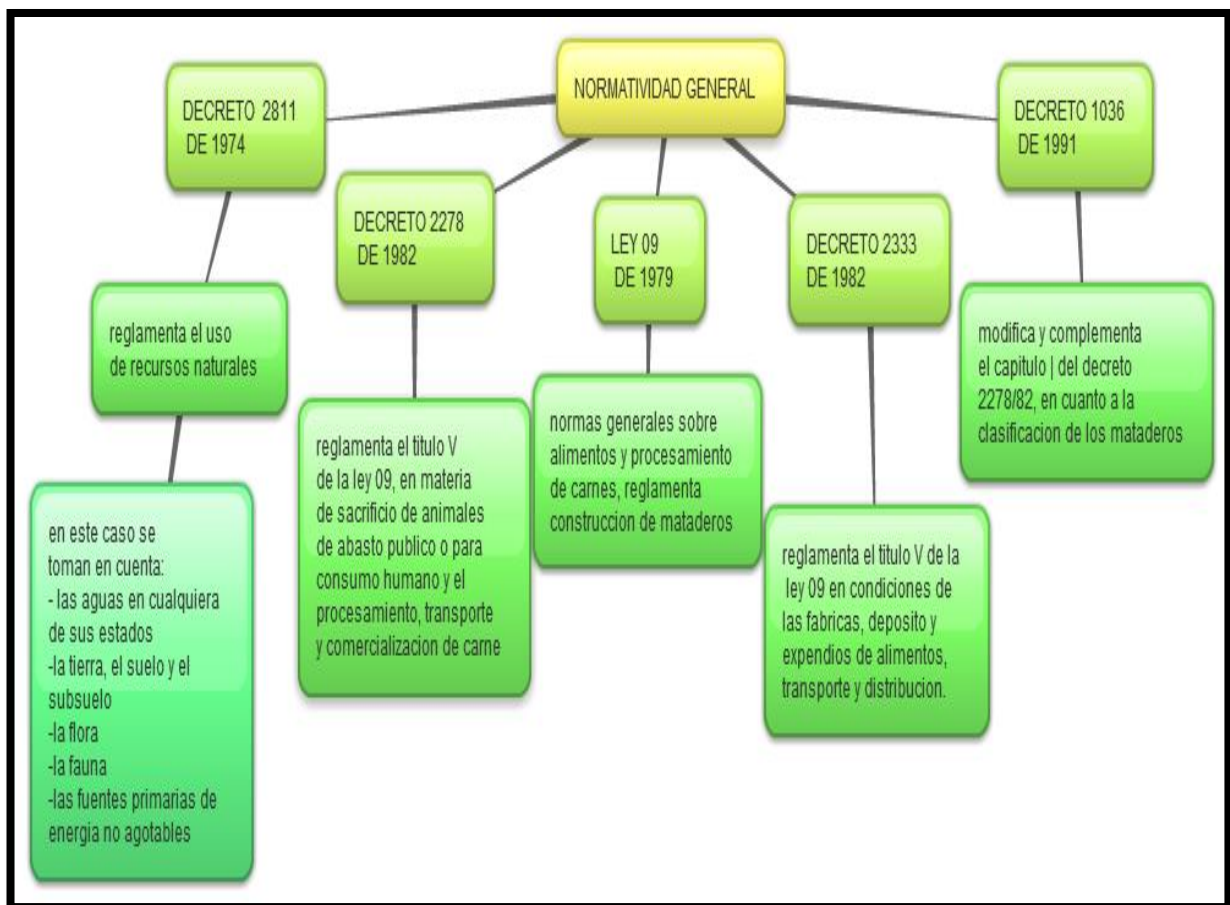 NORMATIVIDAD GENERAL
DECRETO 2811
DE 1974
reglamenta el uso
de recursos naturales
en este caso se
toman en cuenta:
- las aguas en cualquiera
de sus estados
-la tierra, el suelo y el
subsuelo
-la flora
-la fauna
-las fuentes primarias de
energia no agotables
DECRETO 2278
DE 1982
reglamenta el titulo V
de la ley 09, en materia
de sacrificio de animales
de abasto publico o para
consumo humano y el
procesamiento, transporte
y comercializacion de carne
LEY 09
DE 1979
normas generales sobre
alimentos y procesamiento
de carnes, reglamenta
construccion de mataderos
DECRETO 2333
DE 1982
reglamenta el titulo V de la
ley 09 en condiciones de
las fabricas, deposito y
expendios de alimentos,
transporte y distribucion.
DECRETO 1036
DE 1991
modifica y complementa
el capitulo | del decreto
2278/82, en cuanto a la
clasificacion de los mataderos